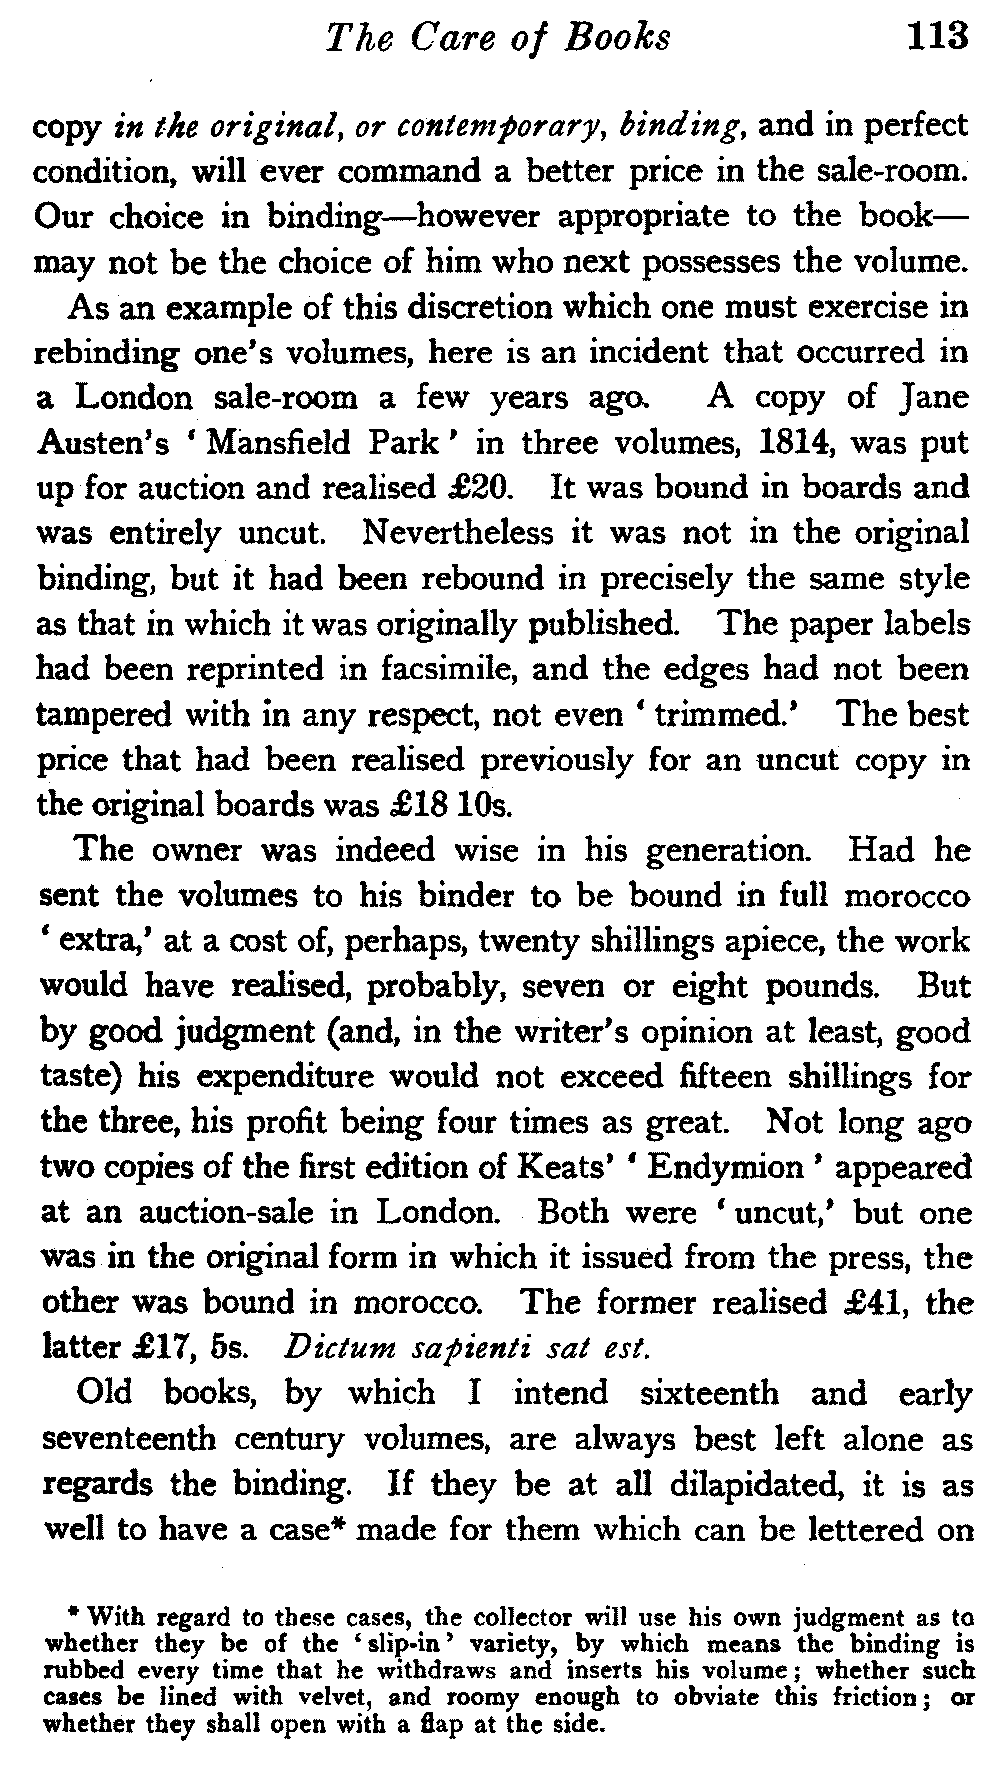 The Care of Books 113
copy in the original, or contemporary, binding, and in perfect
condition, will ever command a better price in the sale-room.
Our choice in binding—however appropriate to the book—
may not be the choice of him who next possesses the volume.
As an example of this discretion which one must exercise in
rebinding one's volumes, here is an incident that occurred in
a London sale-room a few years ago. A copy of Jane
Austen's ‘Mansfield Park’ in three volumes, 1814, was put
up for auction and realised £20. It was bound in boards and
was entirely uncut. Nevertheless it was not in the original
binding, but it had been rebound in precisely the same style
as that in which it was originally published. The paper labels
had been reprinted in facsimile, and the edges had not been
tampered with in any respect, not even ‘trimmed.’ The best
price that had been realised previously for an uncut copy in
the original boards was £18 10s.
The owner was indeed wise in his generation. Had he
sent the volumes to his binder to be bound in full morocco
‘extra,’ at a cost of, perhaps, twenty shillings apiece, the work
would have realised, probably, seven or eight pounds. But
by good judgment (and, in the writer's opinion at least, good
taste) his expenditure would not exceed fifteen shillings for
the three, his profit being four times as great. Not long ago
two copies of the first edition of Keats' ‘Endymion’ appeared
at an auction-sale in London. Both were ‘uncut,’ but one
was in the original form in which it issued from the press, the
other was bound in morocco. The former realised £41, the
latter £17, 5s. Dictum sapienti sat est.
Old books, by which I intend sixteenth and early
seventeenth century volumes, are always best left alone as
regards the binding. If they be at all dilapidated, it is as
well to have a case* made for them which can be lettered on
* With regard to these cases, the collector will use his own judgment as to
whether they be of the ‘slip-in’ variety, by which means the binding is
rubbed every time that he withdraws and inserts his volume; whether such
cases be lined with velvet, and roomy enough to obviate this friction; or
whether they shall open with a flap at the side.